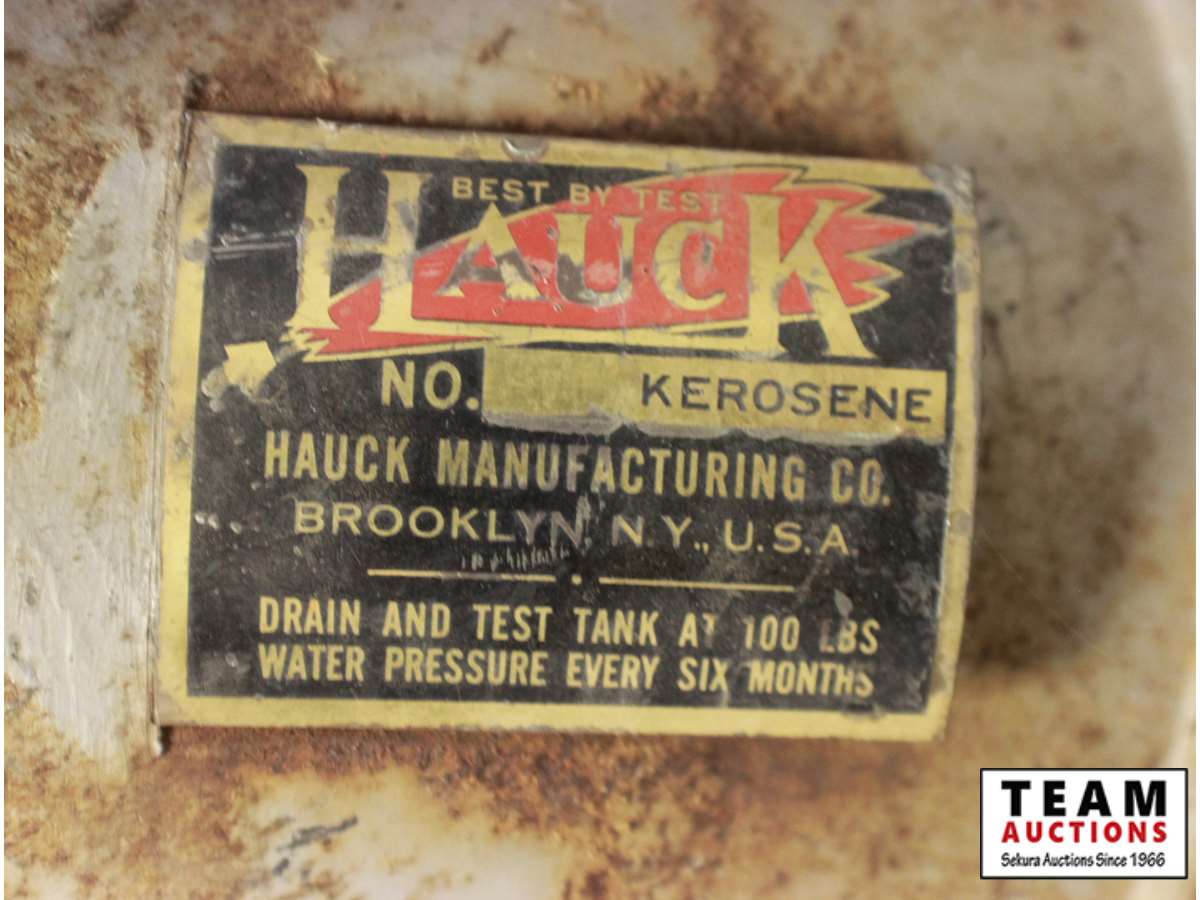 BEST BY TEST
HAUCK
NO. KEROSENE
HAUCK MANUFACTURING CO.
BROOKLYN, N.Y., U.S.A.
DRAIN AND TEST TANK AT 100 LBS
WATER PRESSURE EVERY SIX MONTHS
TEAM
AUCTIONS
Sekura Auctions Since 1966